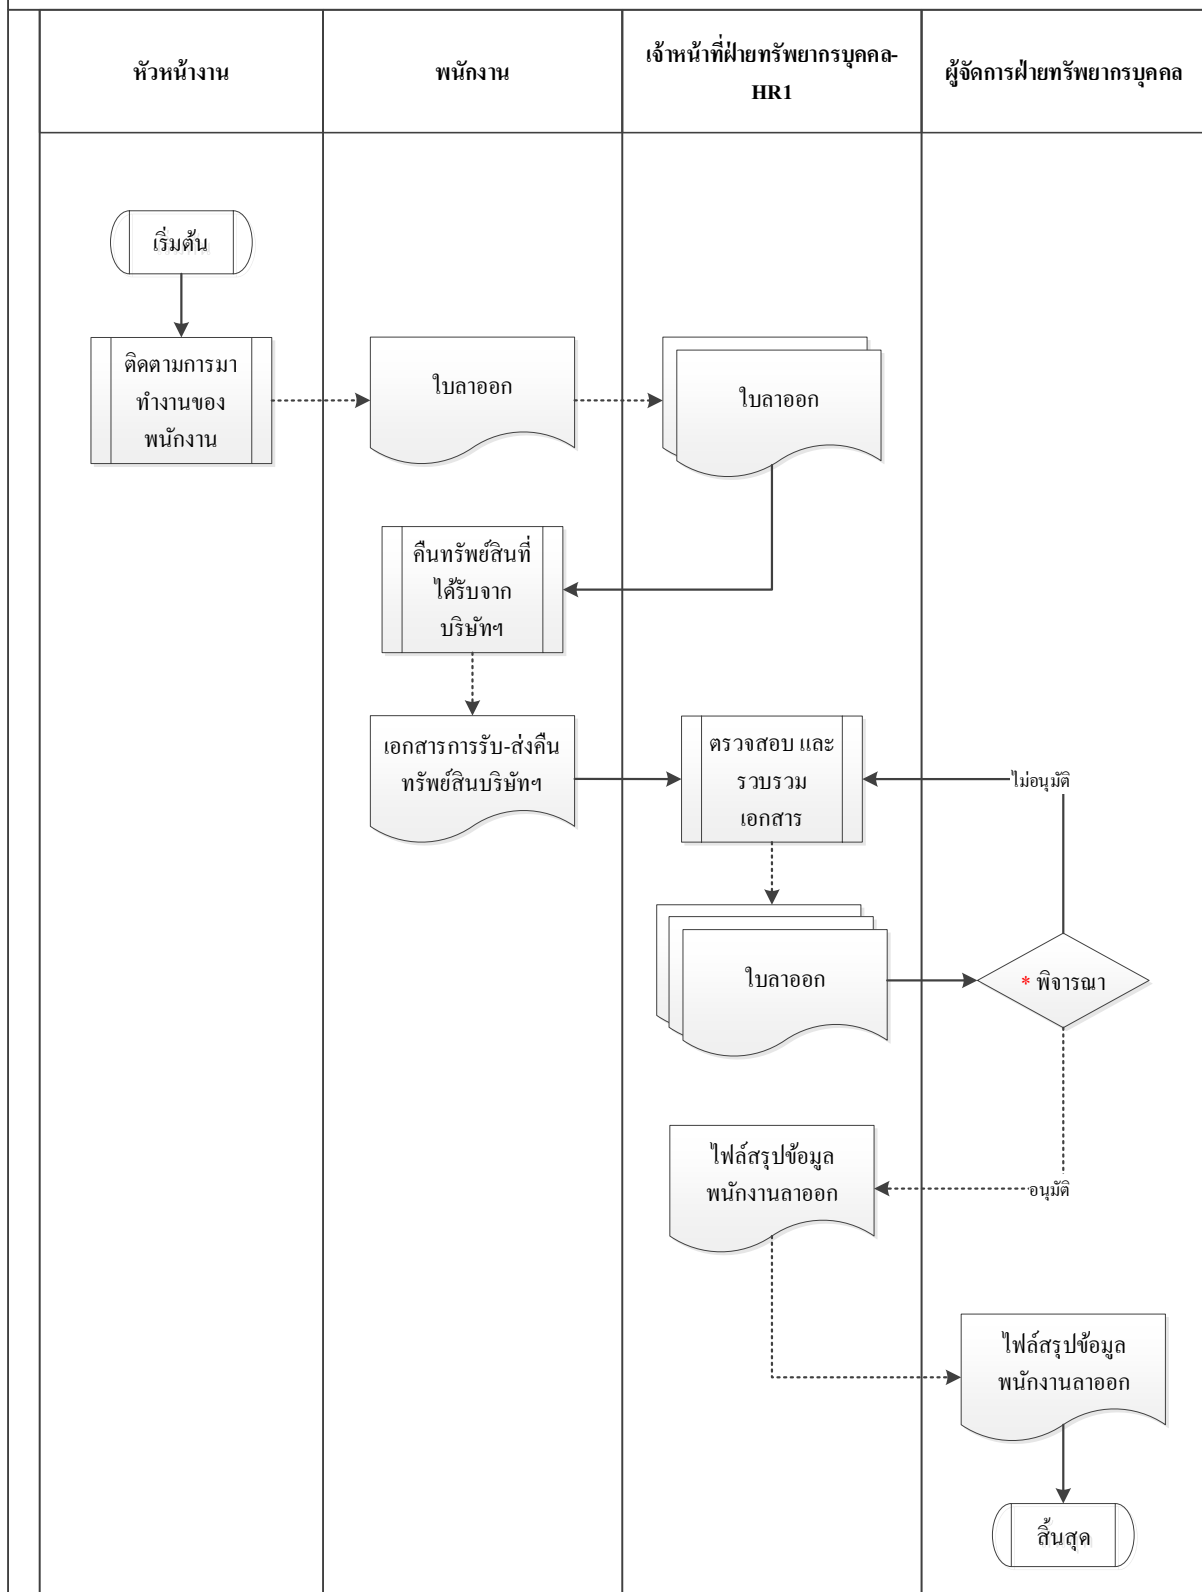 หัวหน้างาน
พนักงาน
เจ้าหน้าที่ฝ่ายทรัพยากรบุคคล-
HR1
ผู้จัดการฝ่ายทรัพยากรบุคคล
เริ่มต้น
ติดตามการมา
ทำงานของ
พนักงาน
ใบลาออก
ใบลาออก
คืนทรัพย์สินที่
ได้รับจาก
บริษัทฯ
เอกสารการรับ-ส่งคืน
ทรัพย์สินบริษัทฯ
ตรวจสอบ และ
รวบรวม
เอกสาร
ไม่อนุมัติ
ใบลาออก
* พิจารณา
ไฟล์สรุปข้อมูล
พนักงานลาออก
อนุมัติ
ไฟล์สรุปข้อมูล
พนักงานลาออก
สิ้นสุด